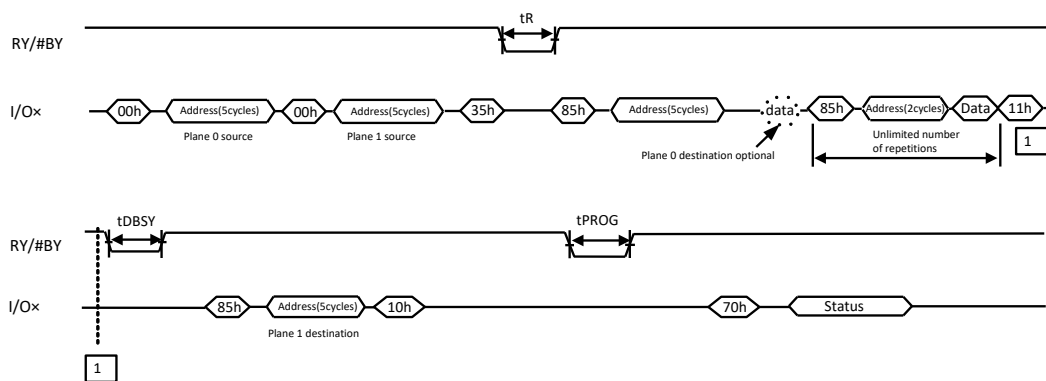 tR
RY/#BY
I/O×
00h Address(5cycles) 00h Address(5cycles) 35h 85h Address(5cycles) data 85h Address(2cycles) Data 11h
Plane 0 source Plane 1 source
Plane 0 destination optional
Unlimited number
of repetitions
1
tDBSY tPROG
RY/#BY
I/O×
85h Address(5cycles) 10h 70h Status
Plane 1 destination
1